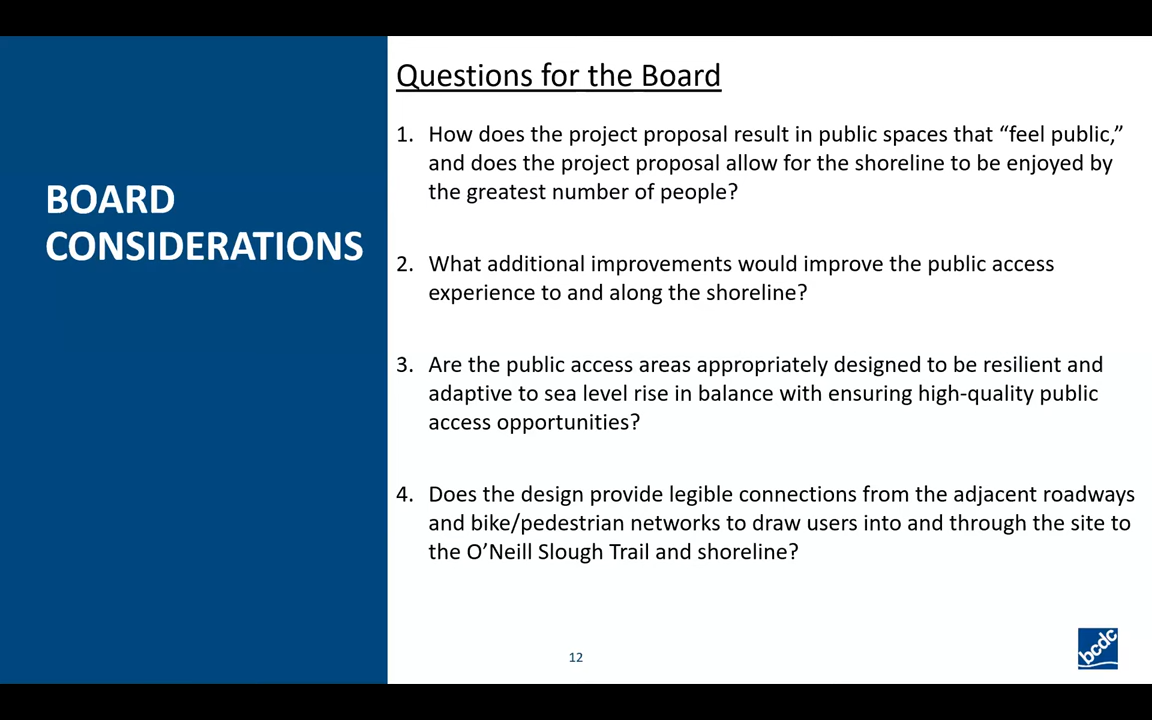 BOARD
CONSIDERATIONS
Questions for the Board
1. How does the project proposal result in public spaces that “feel public,”
and does the project proposal allow for the shoreline to be enjoyed by
the greatest number of people?
2. What additional improvements would improve the public access
experience to and along the shoreline?
3. Are the public access areas appropriately designed to be resilient and
adaptive to sea level rise in balance with ensuring high-quality public
access opportunities?
4. Does the design provide legible connections from the adjacent roadways
and bike/pedestrian networks to draw users into and through the site to
the O’Neill Slough Trail and shoreline?
12
bcdc